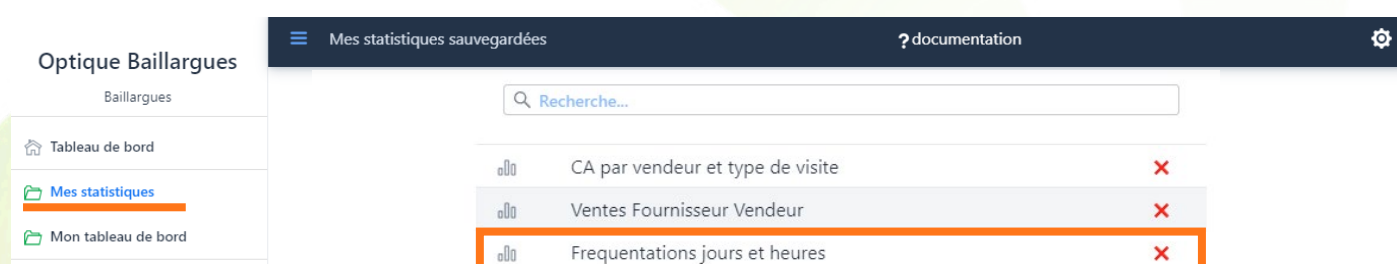 Optique Baillargues
Baillargues
Tableau de bord
Mes statistiques
Mon tableau de bord
Mes statistiques sauvegardées
? documentation
Recherche...
CA par vendeur et type de visite
Ventes Fournisseur Vendeur
Frequentations jours et heures